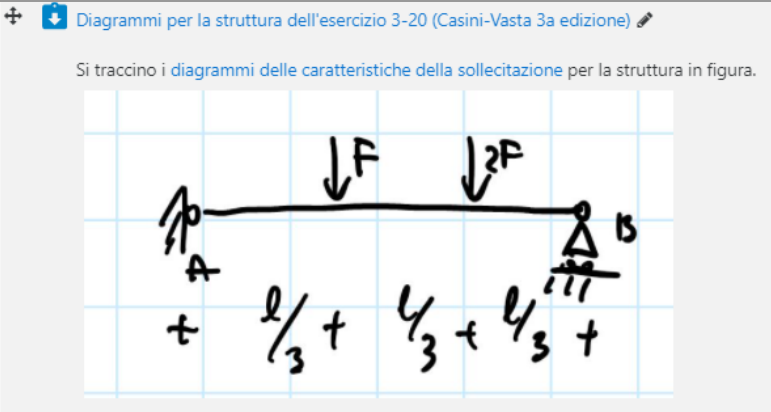 Diagrammi per la struttura dell'esercizio 3-20 (Casini-Vasta 3a edizione)
Si traccino i diagrammi delle caratteristiche della sollecitazione per la struttura in figura.
F 2F
B
A
+ l/3 + l/3 + l/3 +